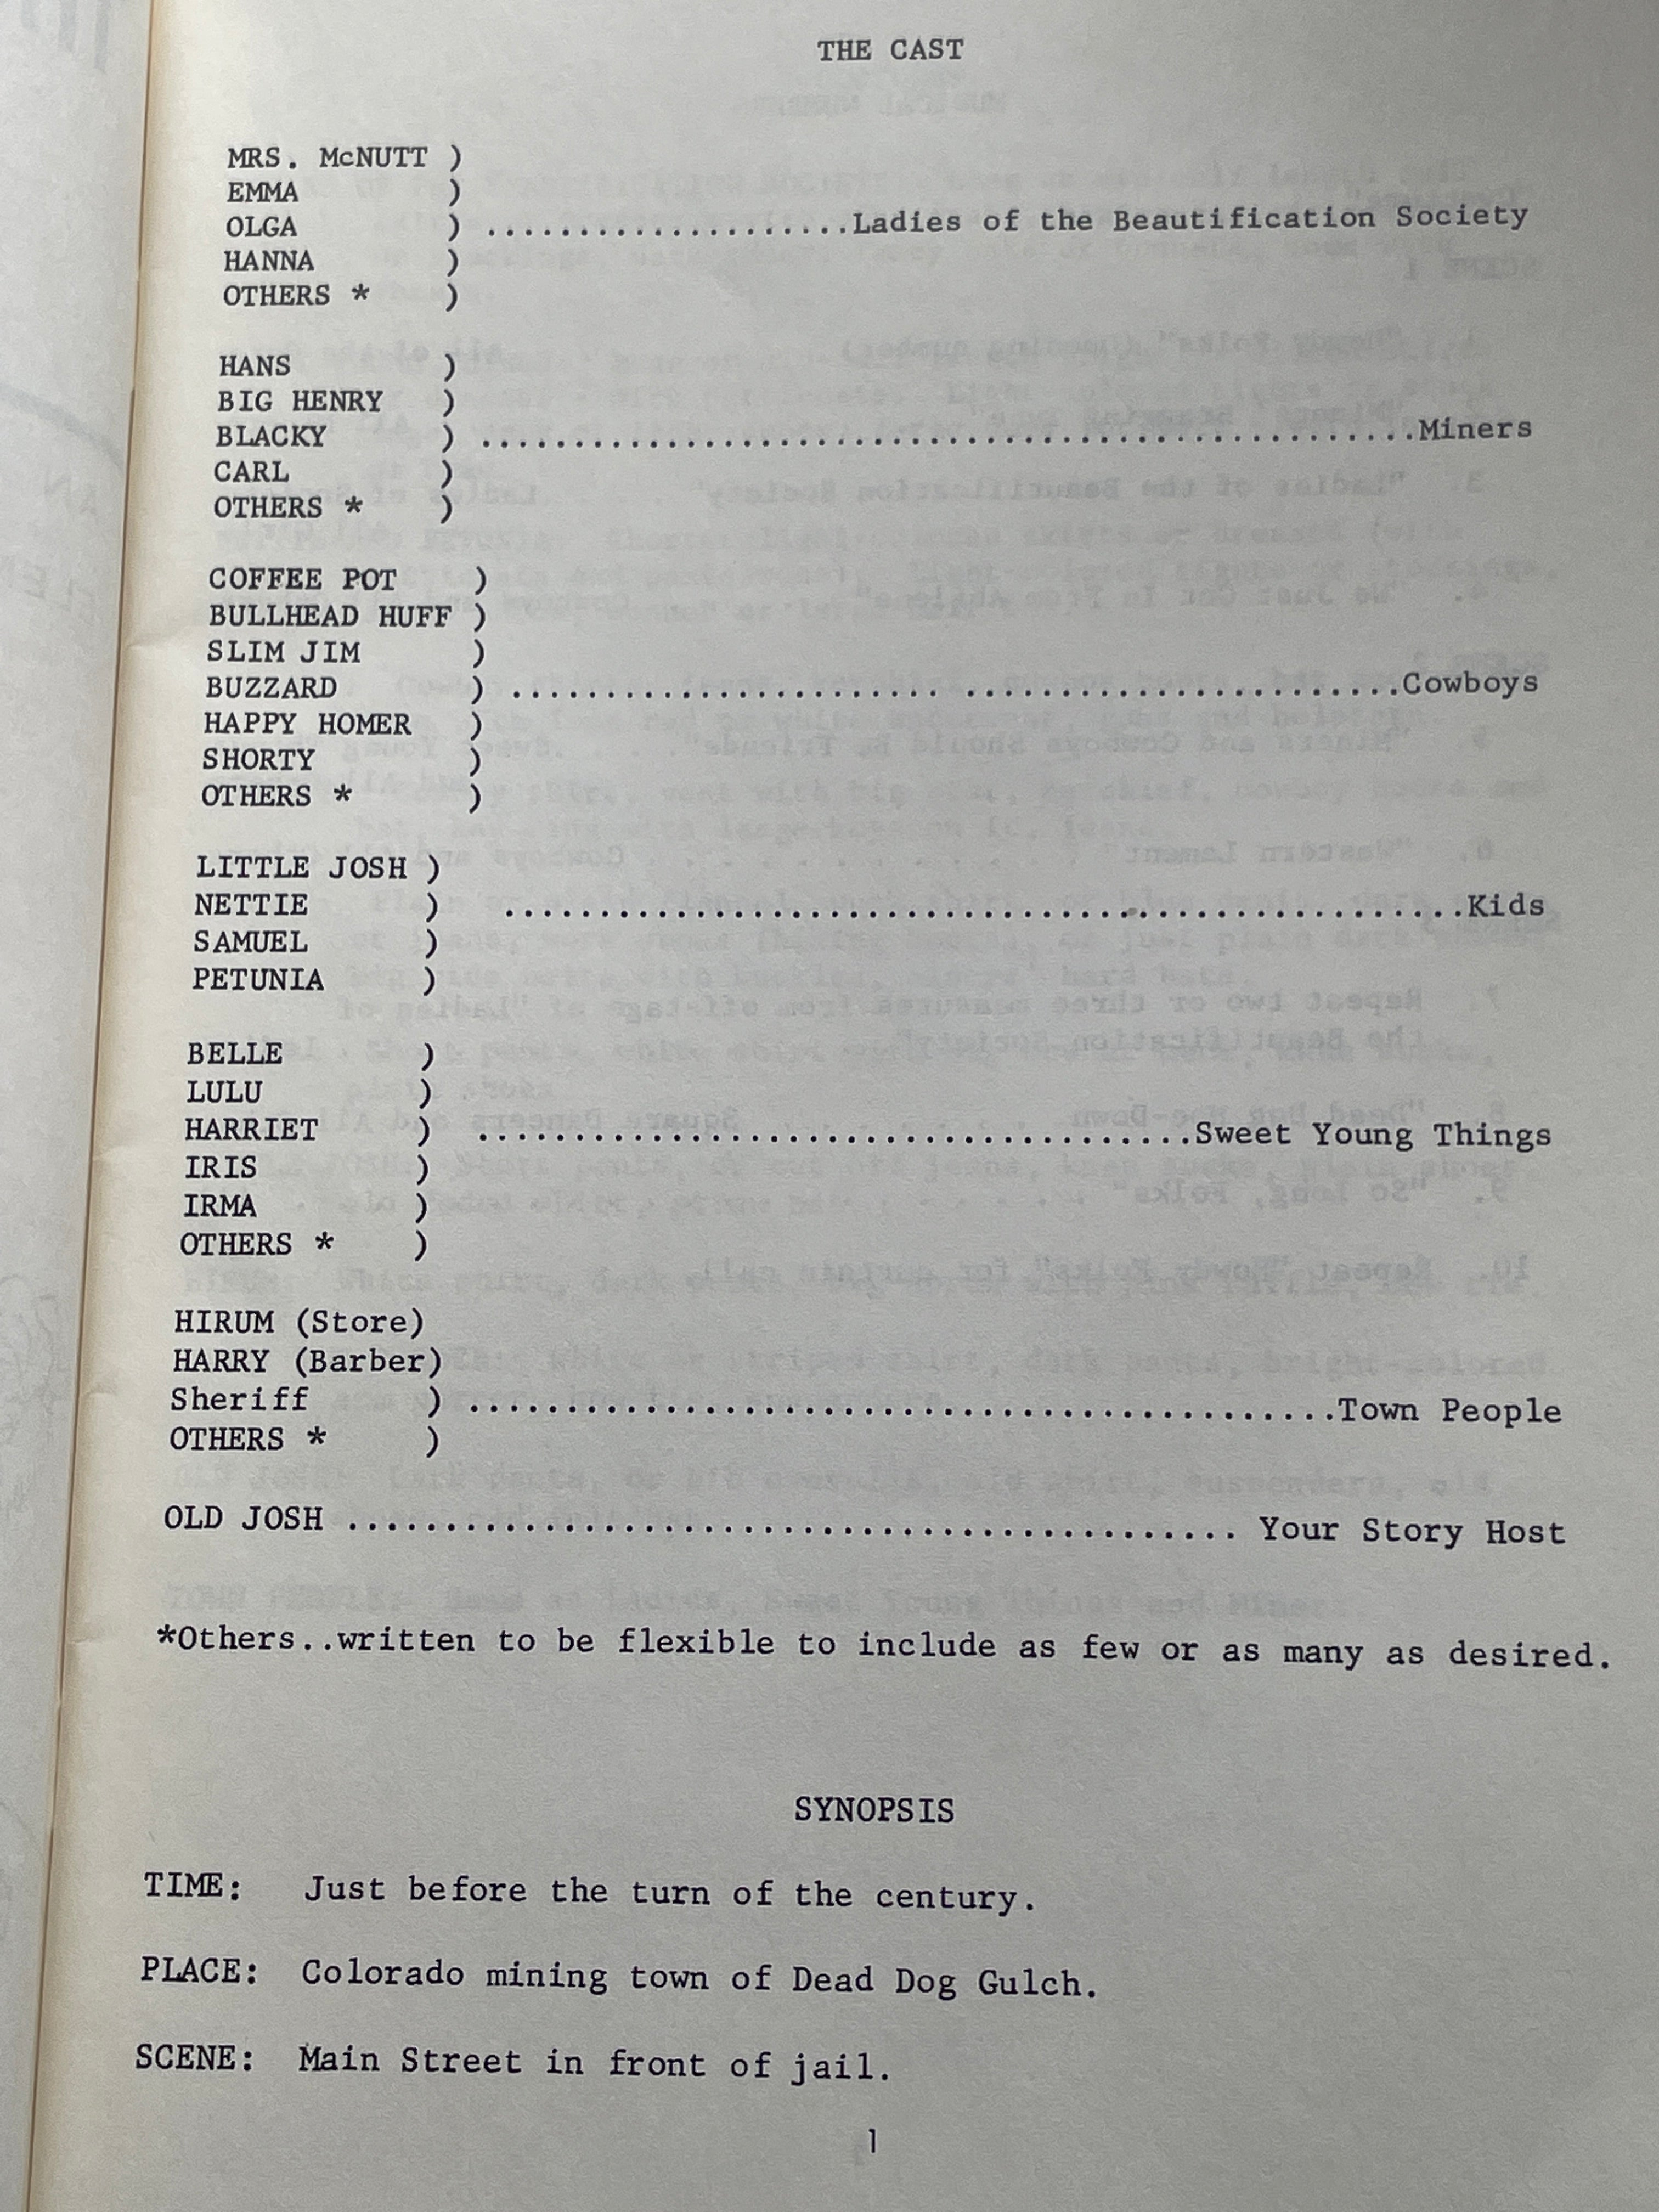 THE CAST
MRS. McNUTT )
EMMA )
OLGA ) ....................Ladies of the Beautification Society
HANNA )
OTHERS * )
HANS )
BIG HENRY )
BLACKY ) ....................................................Miners
CARL )
OTHERS * )
COFFEE POT )
BULLHEAD HUFF )
SLIM JIM )
BUZZARD ) ........................ ........................Cowboys
HAPPY HOMER )
SHORTY )
OTHERS * )
LITTLE JOSH )
NETTIE ) .....................................................Kids
SAMUEL )
PETUNIA )
BELLE )
LULU )
HARRIET ) ......................................Sweet Young Things
IRIS )
IRMA )
OTHERS * )
HIRUM (Store)
HARRY (Barber)
Sheriff ) .............................................Town People
OTHERS * )
OLD JOSH .............................................. Your Story Host
*Others..written to be flexible to include as few or as many as desired.
SYNOPSIS
TIME: Just before the turn of the century.
PLACE: Colorado mining town of Dead Dog Gulch.
SCENE: Main Street in front of jail.
1